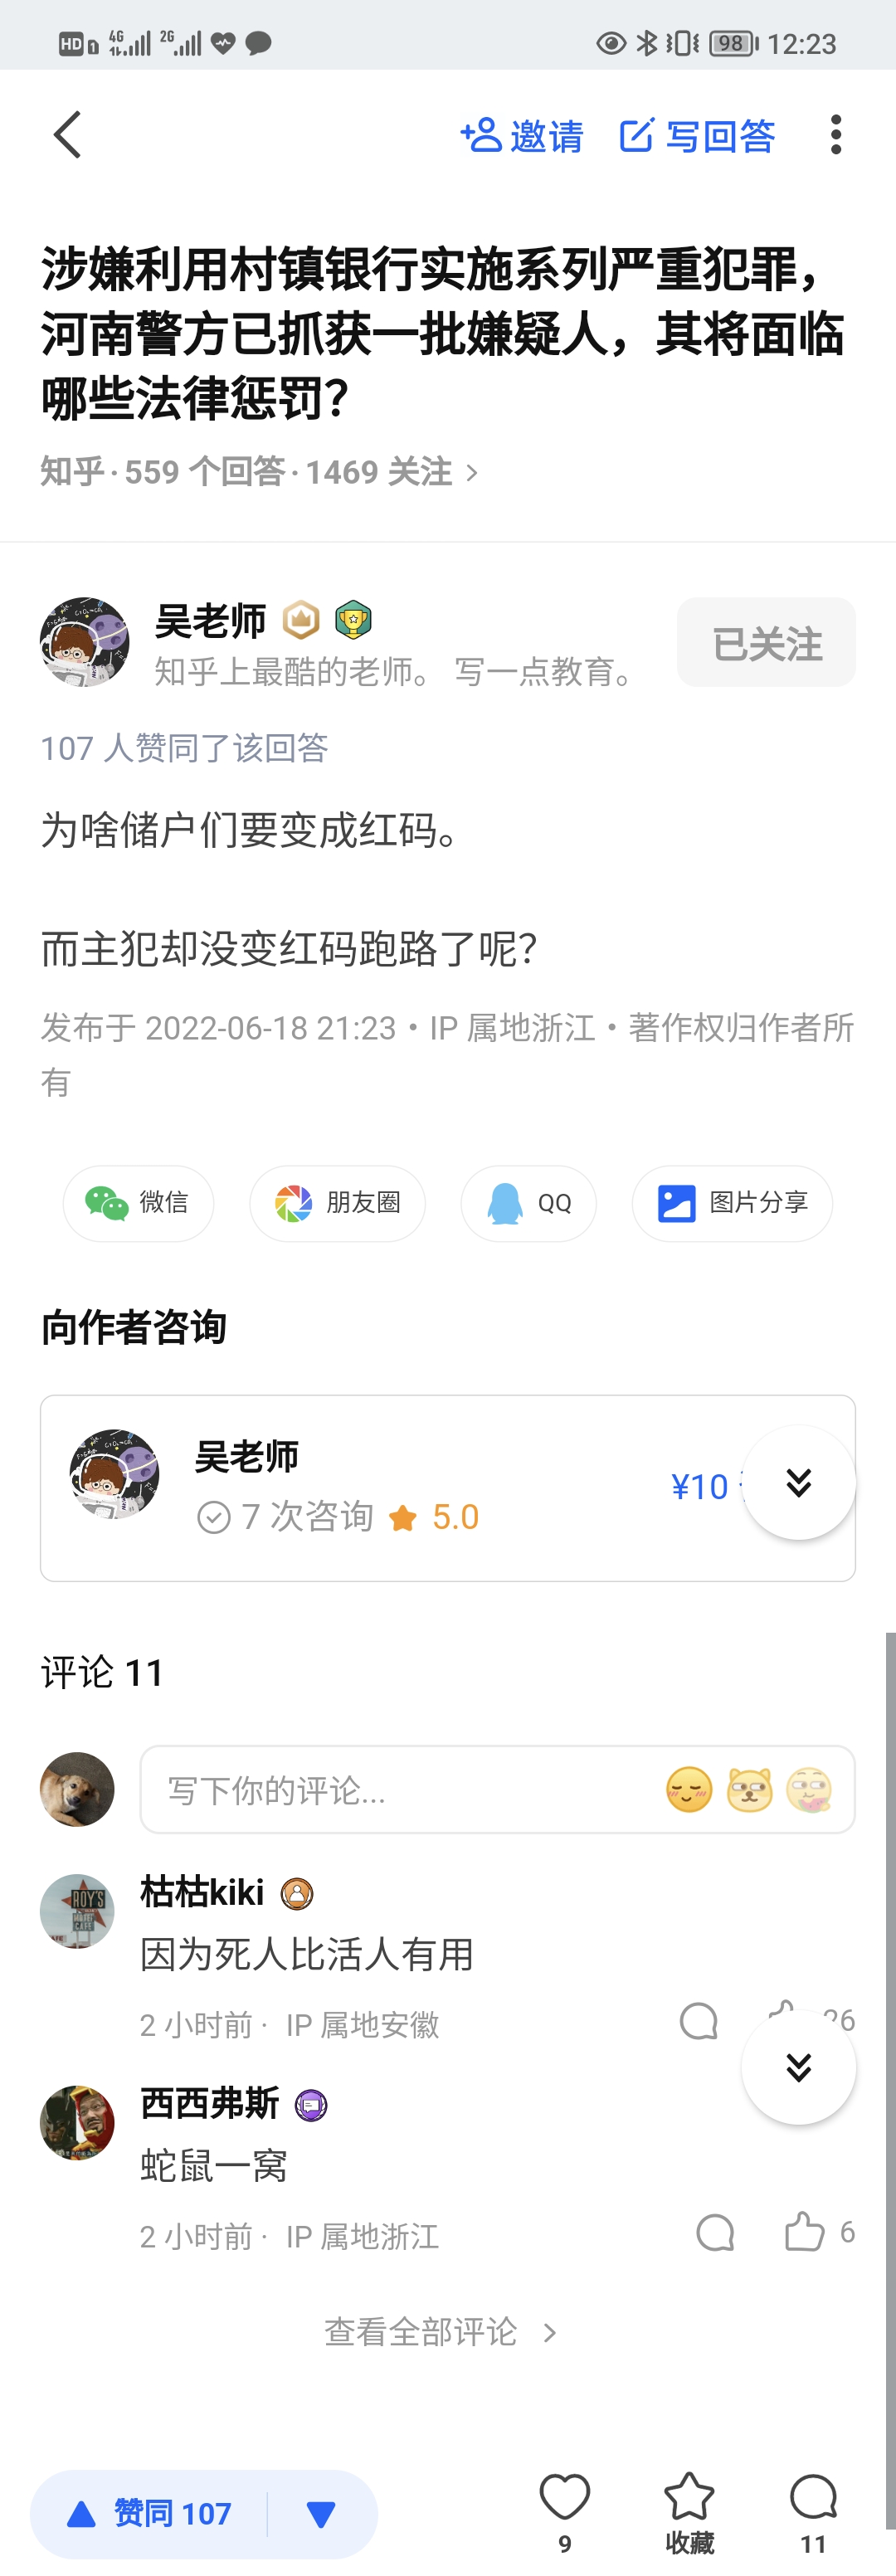 HD 1 4G 2G 98 12:23
邀请 写回答
涉嫌利用村镇银行实施系列严重犯罪，
河南警方已抓获一批嫌疑人，其将面临
哪些法律惩罚？
知乎 · 559 个回答 · 1469 关注 >
吴老师
知乎上最酷的老师。 写一点教育。
已关注
107 人赞同了该回答
为啥储户们要变成红码。
而主犯却没变红码跑路了呢？
发布于 2022-06-18 21:23 · IP 属地浙江 · 著作权归作者所
有
微信 朋友圈 QQ 图片分享
向作者咨询
吴老师
7 次咨询 5.0
¥10
评论 11
写下你的评论...
ROY'S
枯枯kiki
因为死人比活人有用
2 小时前 · IP 属地安徽
26
西西弗斯
蛇鼠一窝
2 小时前 · IP 属地浙江
6
查看全部评论 >
赞同 107
9 收藏 11